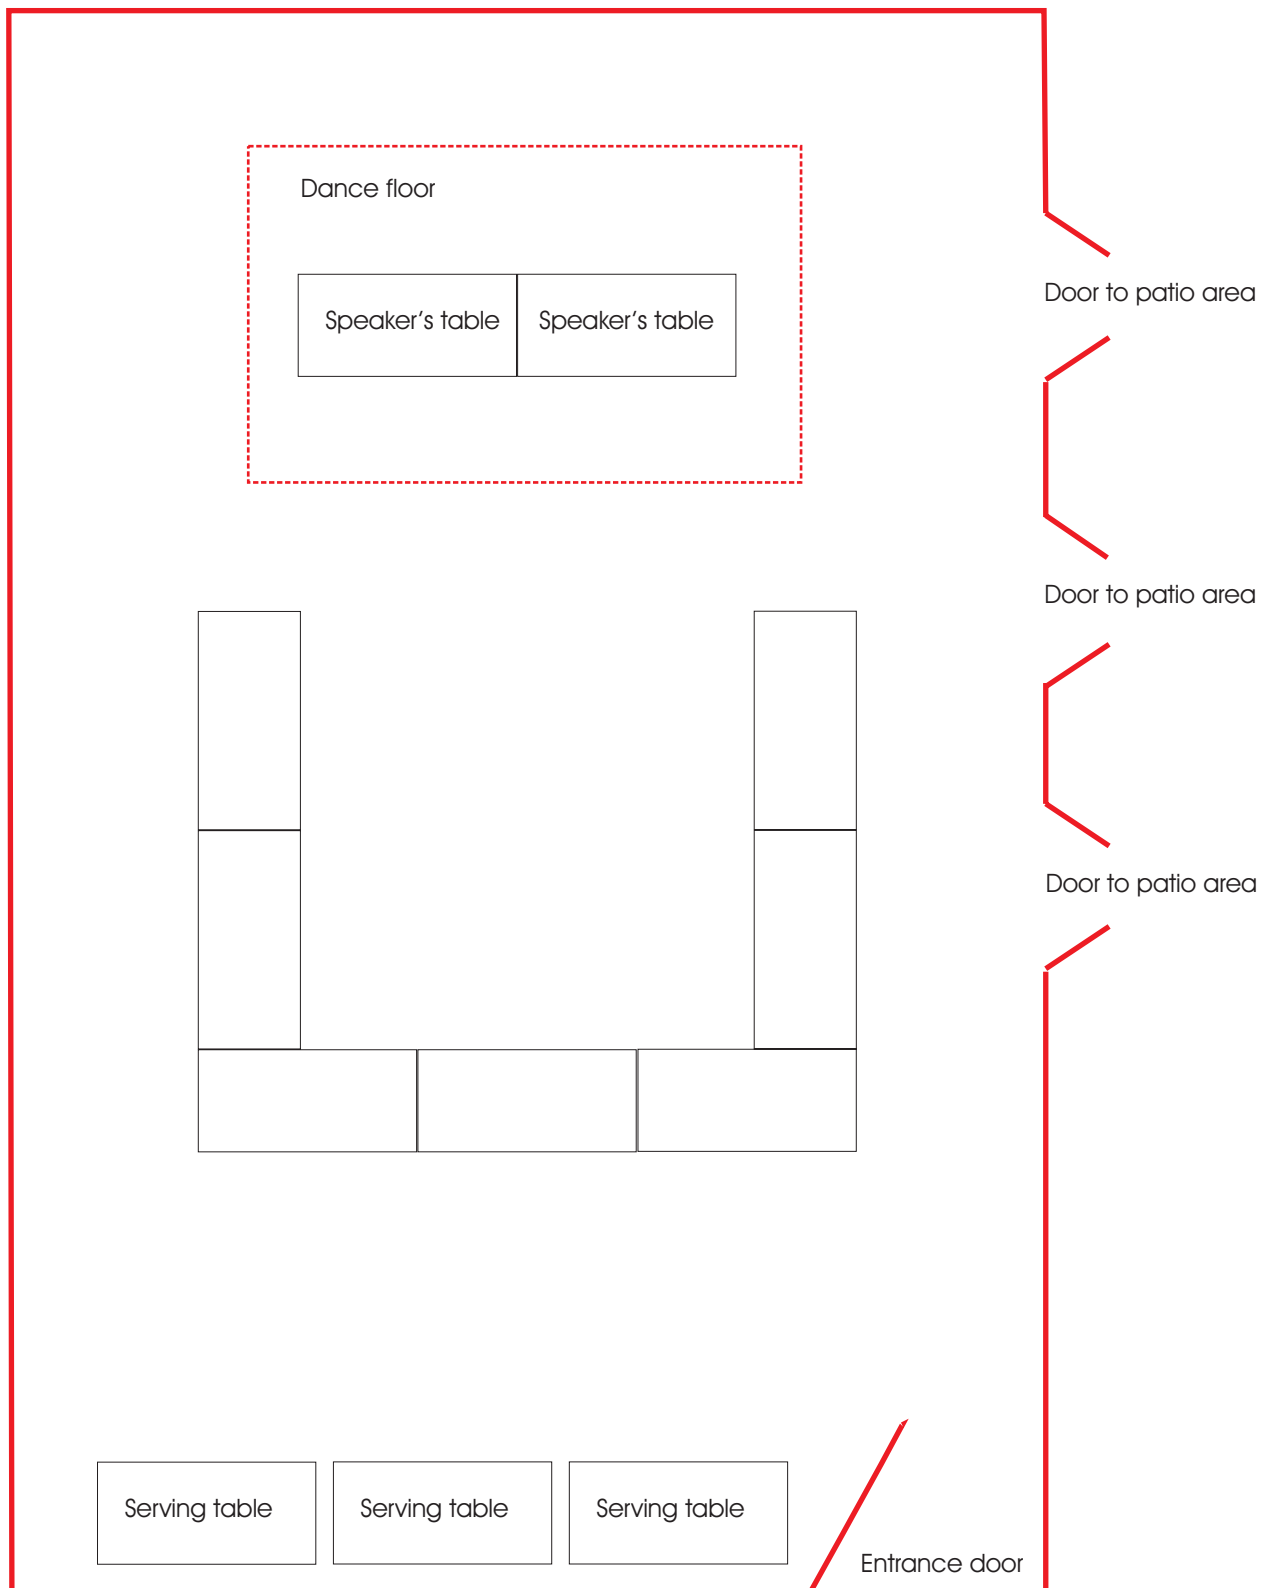 Dance floor
Door to patio area
Speaker's table Speaker's table
Door to patio area
Door to patio area
Serving table Serving table Serving table
Entrance door